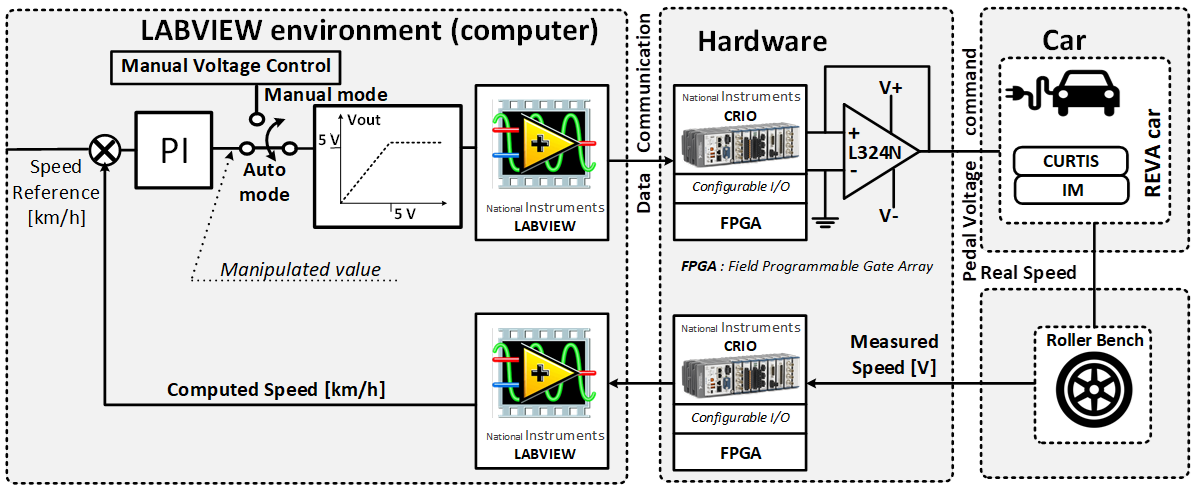 LABVIEW environment (computer)
Manual Voltage Control
Manual mode
Speed
Reference
[km/h]
PI
Auto
mode
Manipulated value
5 V
Vout
5 V
National Instruments
LABVIEW
Data Communication
Hardware
National Instruments
CRIO
Configurable I/O
FPGA
V+
+
L324N
-
V-
FPGA : Field Programmable Gate Array
Pedal Voltage command
Car
REVA car
CURTIS
IM
Real Speed
Roller Bench
Measured
Speed [V]
National Instruments
CRIO
Configurable I/O
FPGA
National Instruments
LABVIEW
Computed Speed [km/h]